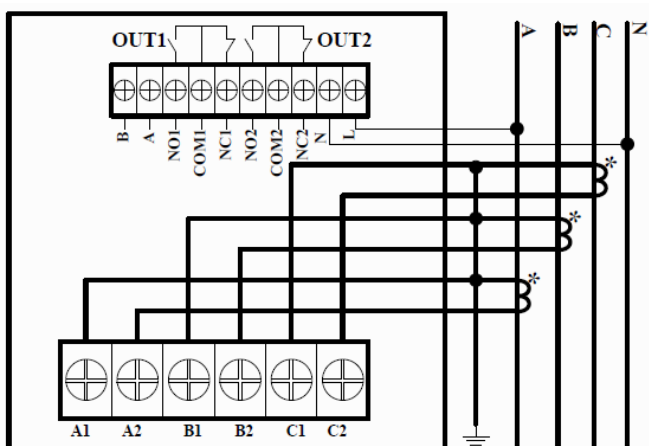 OUT1 OUT2
B A NO1 COM1 NC1 NO2 COM2 NC2 N L
A B C N
*
*
*
A1 A2 B1 B2 C1 C2